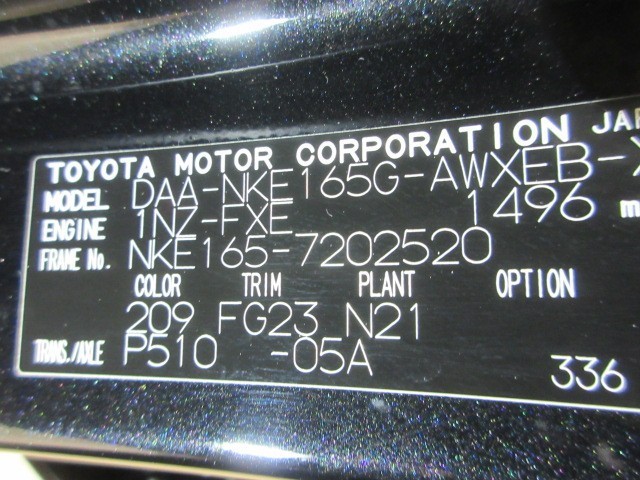 TOYOTA MOTOR CORPORATION JAP
MODEL DAA-NKE165G-AWXEB-X
ENGINE 1NZ-FXE 1496 m
FRAME No. NKE165-7202520
COLOR TRIM PLANT OPTION
209 FG23 N21
TRANS./AXLE P510 -05A
336